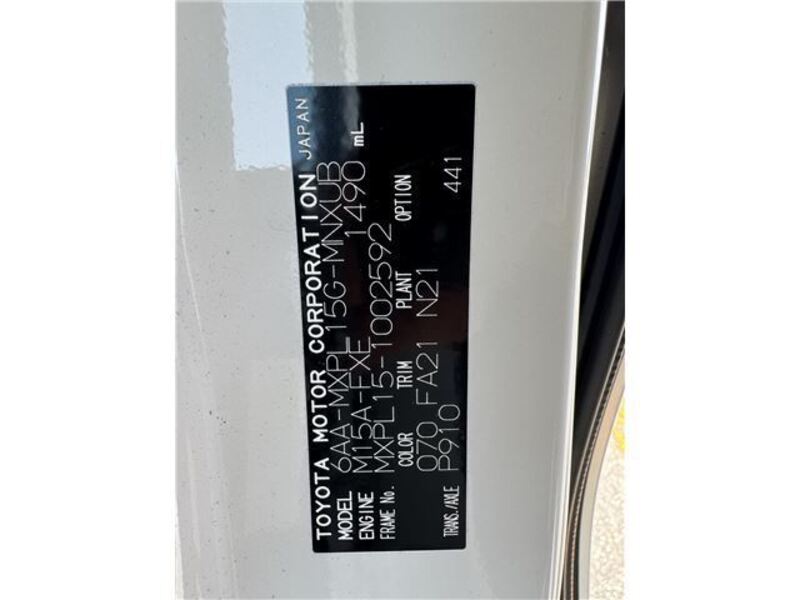 TOYOTA MOTOR CORPORATION JAPAN
MODEL 6AA-MXPL15G-MNXUB
ENGINE M15A-FXE 1490 mL
FRAME No. MXPL15-1002592
COLOR TRIM PLANT OPTION
070 FA21 N21 441
TRANS./AXLE P910